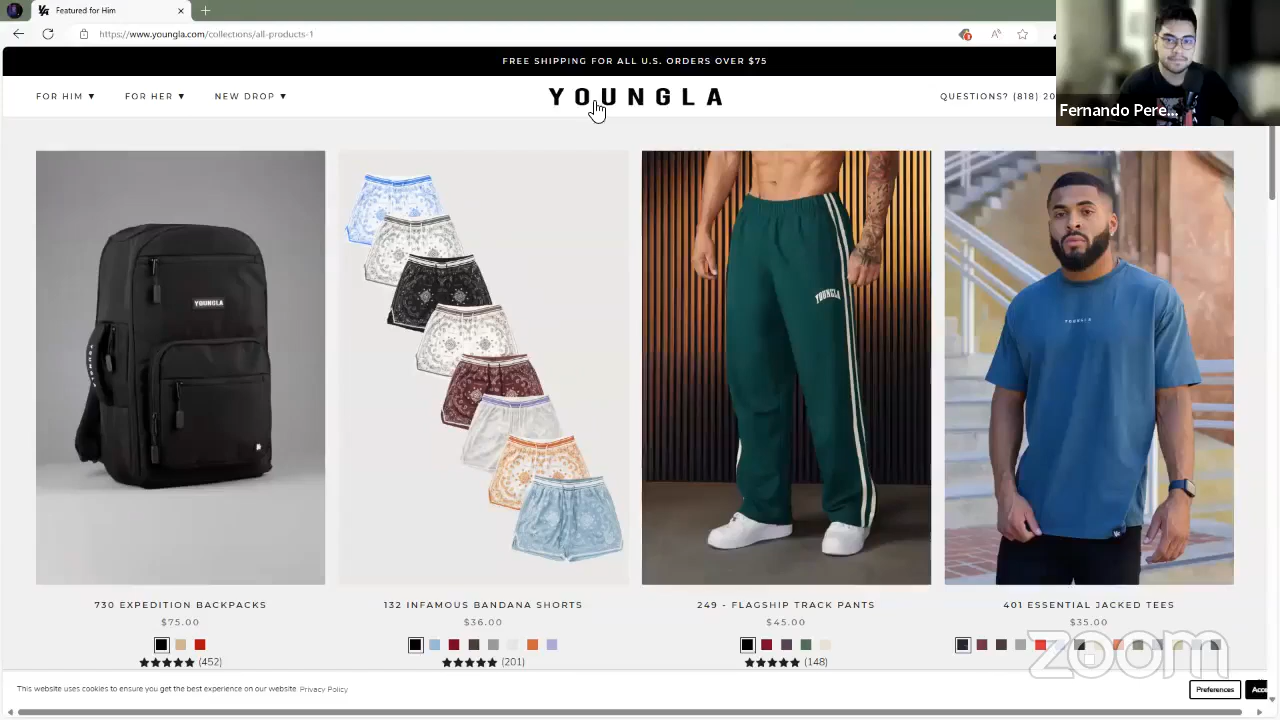 Featured for Him
https://www.youngla.com/collections/all-products-1
FREE SHIPPING FOR ALL U.S. ORDERS OVER $75
FOR HIM ▼ FOR HER ▼ NEW DROP ▼
YOUNGLA
QUESTIONS? (818) 20
Fernando Pere...
YOUNGLA
YOUNGLA
YOUNGLA
730 EXPEDITION BACKPACKS
$75.00
★★★★★ (452)
132 INFAMOUS BANDANA SHORTS
$36.00
★★★★★ (201)
249 - FLAGSHIP TRACK PANTS
$45.00
★★★★★ (148)
401 ESSENTIAL JACKED TEES
$35.00
zoom
This website uses cookies to ensure you get the best experience on our website. Privacy Policy
Preferences
Acce